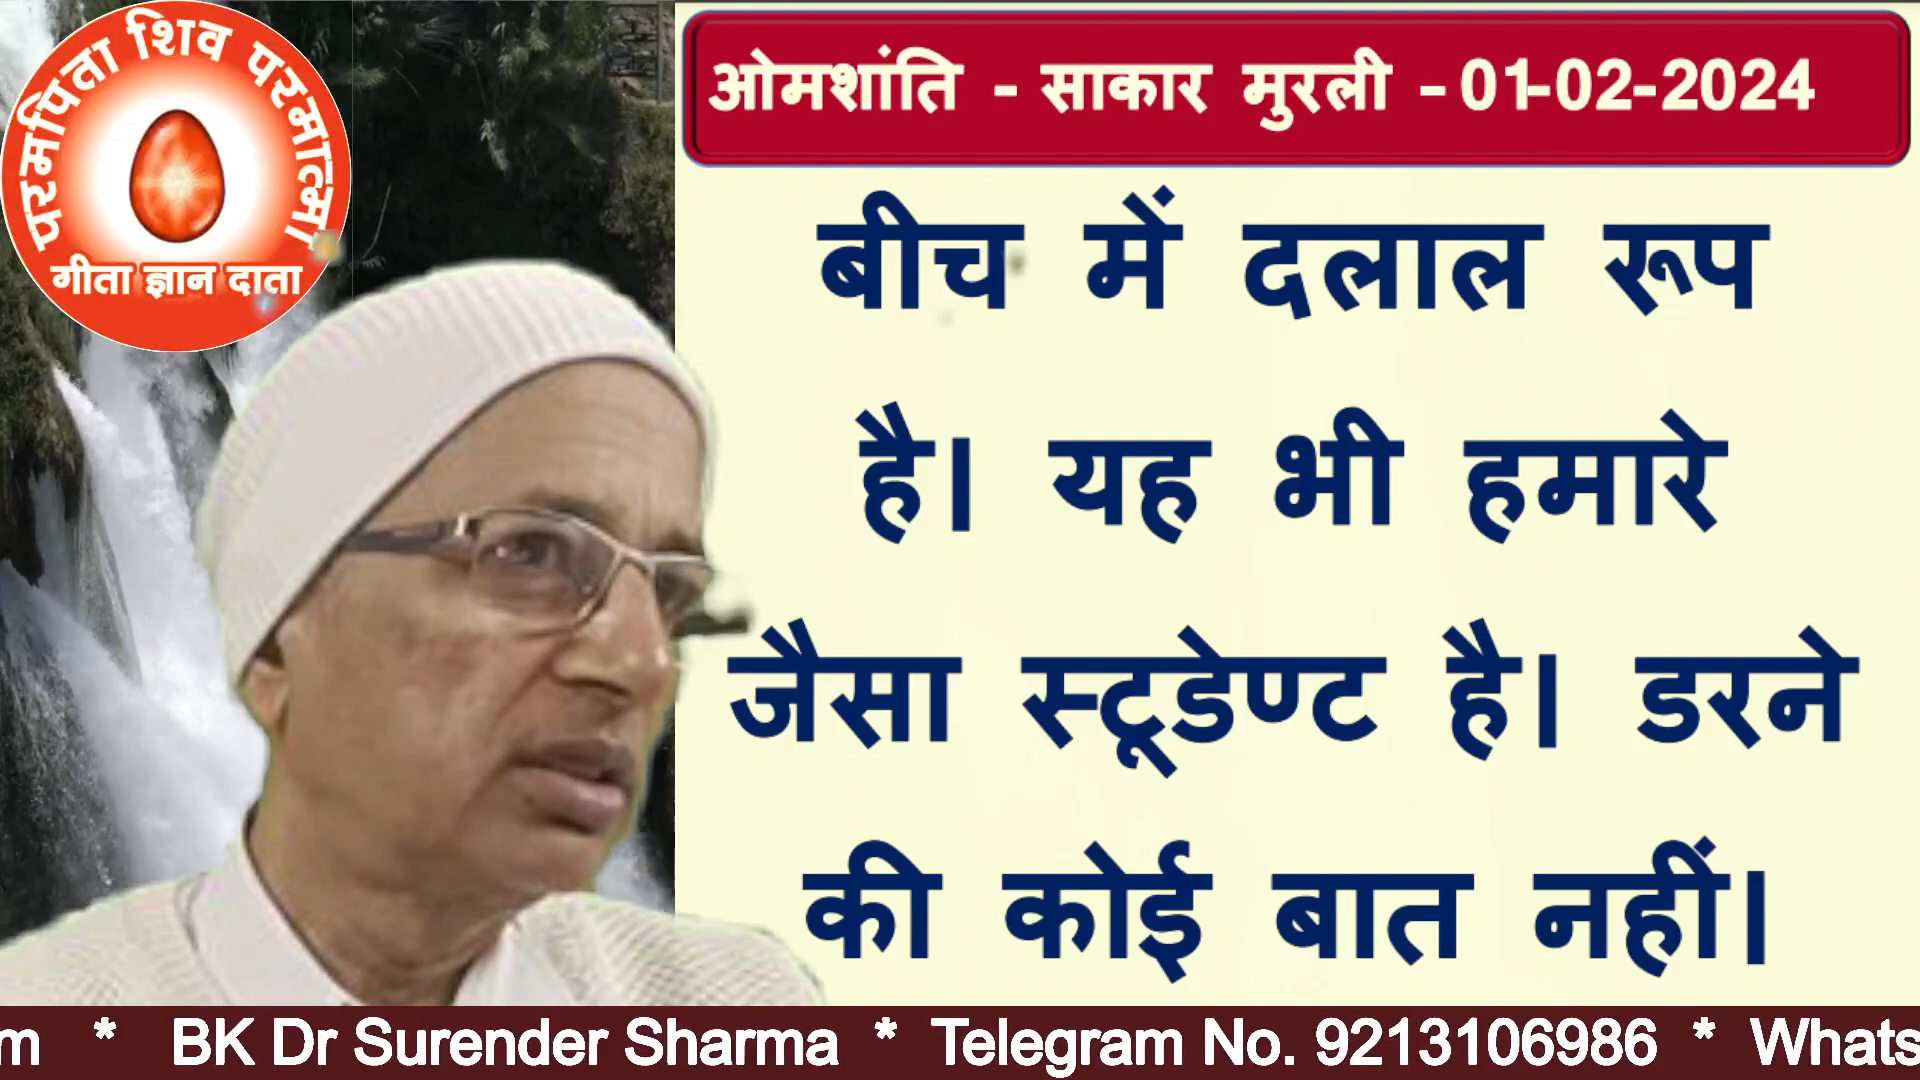 परमपिता शिव परमात्मा
गीता ज्ञान दाता
ओमशांति - साकार मुरली - 01-02-2024
बीच में दलाल रूप
है। यह भी हमारे
जैसा स्टूडेण्ट है। डरने
की कोई बात नहीं।
m * BK Dr Surender Sharma * Telegram No. 9213106986 * Whats